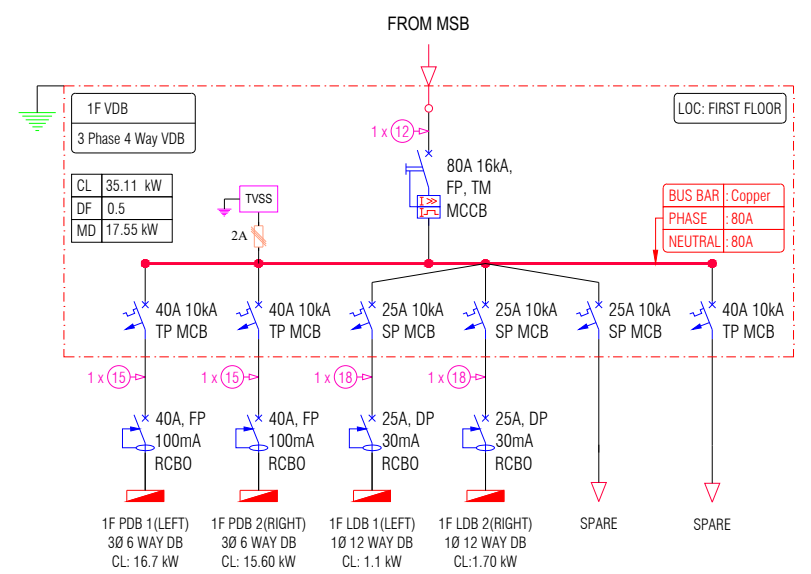 FROM MSB
1F VDB
3 Phase 4 Way VDB
LOC: FIRST FLOOR
1 x 12
80A 16kA,
FP, TM
MCCB
CL 35.11 kW
DF 0.5
MD 17.55 kW
TVSS
2A
BUS BAR : Copper
PHASE : 80A
NEUTRAL : 80A
40A 10kA
TP MCB
40A 10kA
TP MCB
25A 10kA
SP MCB
25A 10kA
SP MCB
25A 10kA
SP MCB
40A 10kA
TP MCB
1 x 15
1 x 15
1 x 18
1 x 18
40A, FP
100mA
RCBO
40A, FP
100mA
RCBO
25A, DP
30mA
RCBO
25A, DP
30mA
RCBO
1F PDB 1(LEFT)
3Ø 6 WAY DB
CL: 16.7 kW
1F PDB 2(RIGHT)
3Ø 6 WAY DB
CL: 15.60 kW
1F LDB 1(LEFT)
1Ø 12 WAY DB
CL: 1.1 kW
1F LDB 2(RIGHT)
1Ø 12 WAY DB
CL:1.70 kW
SPARE
SPARE